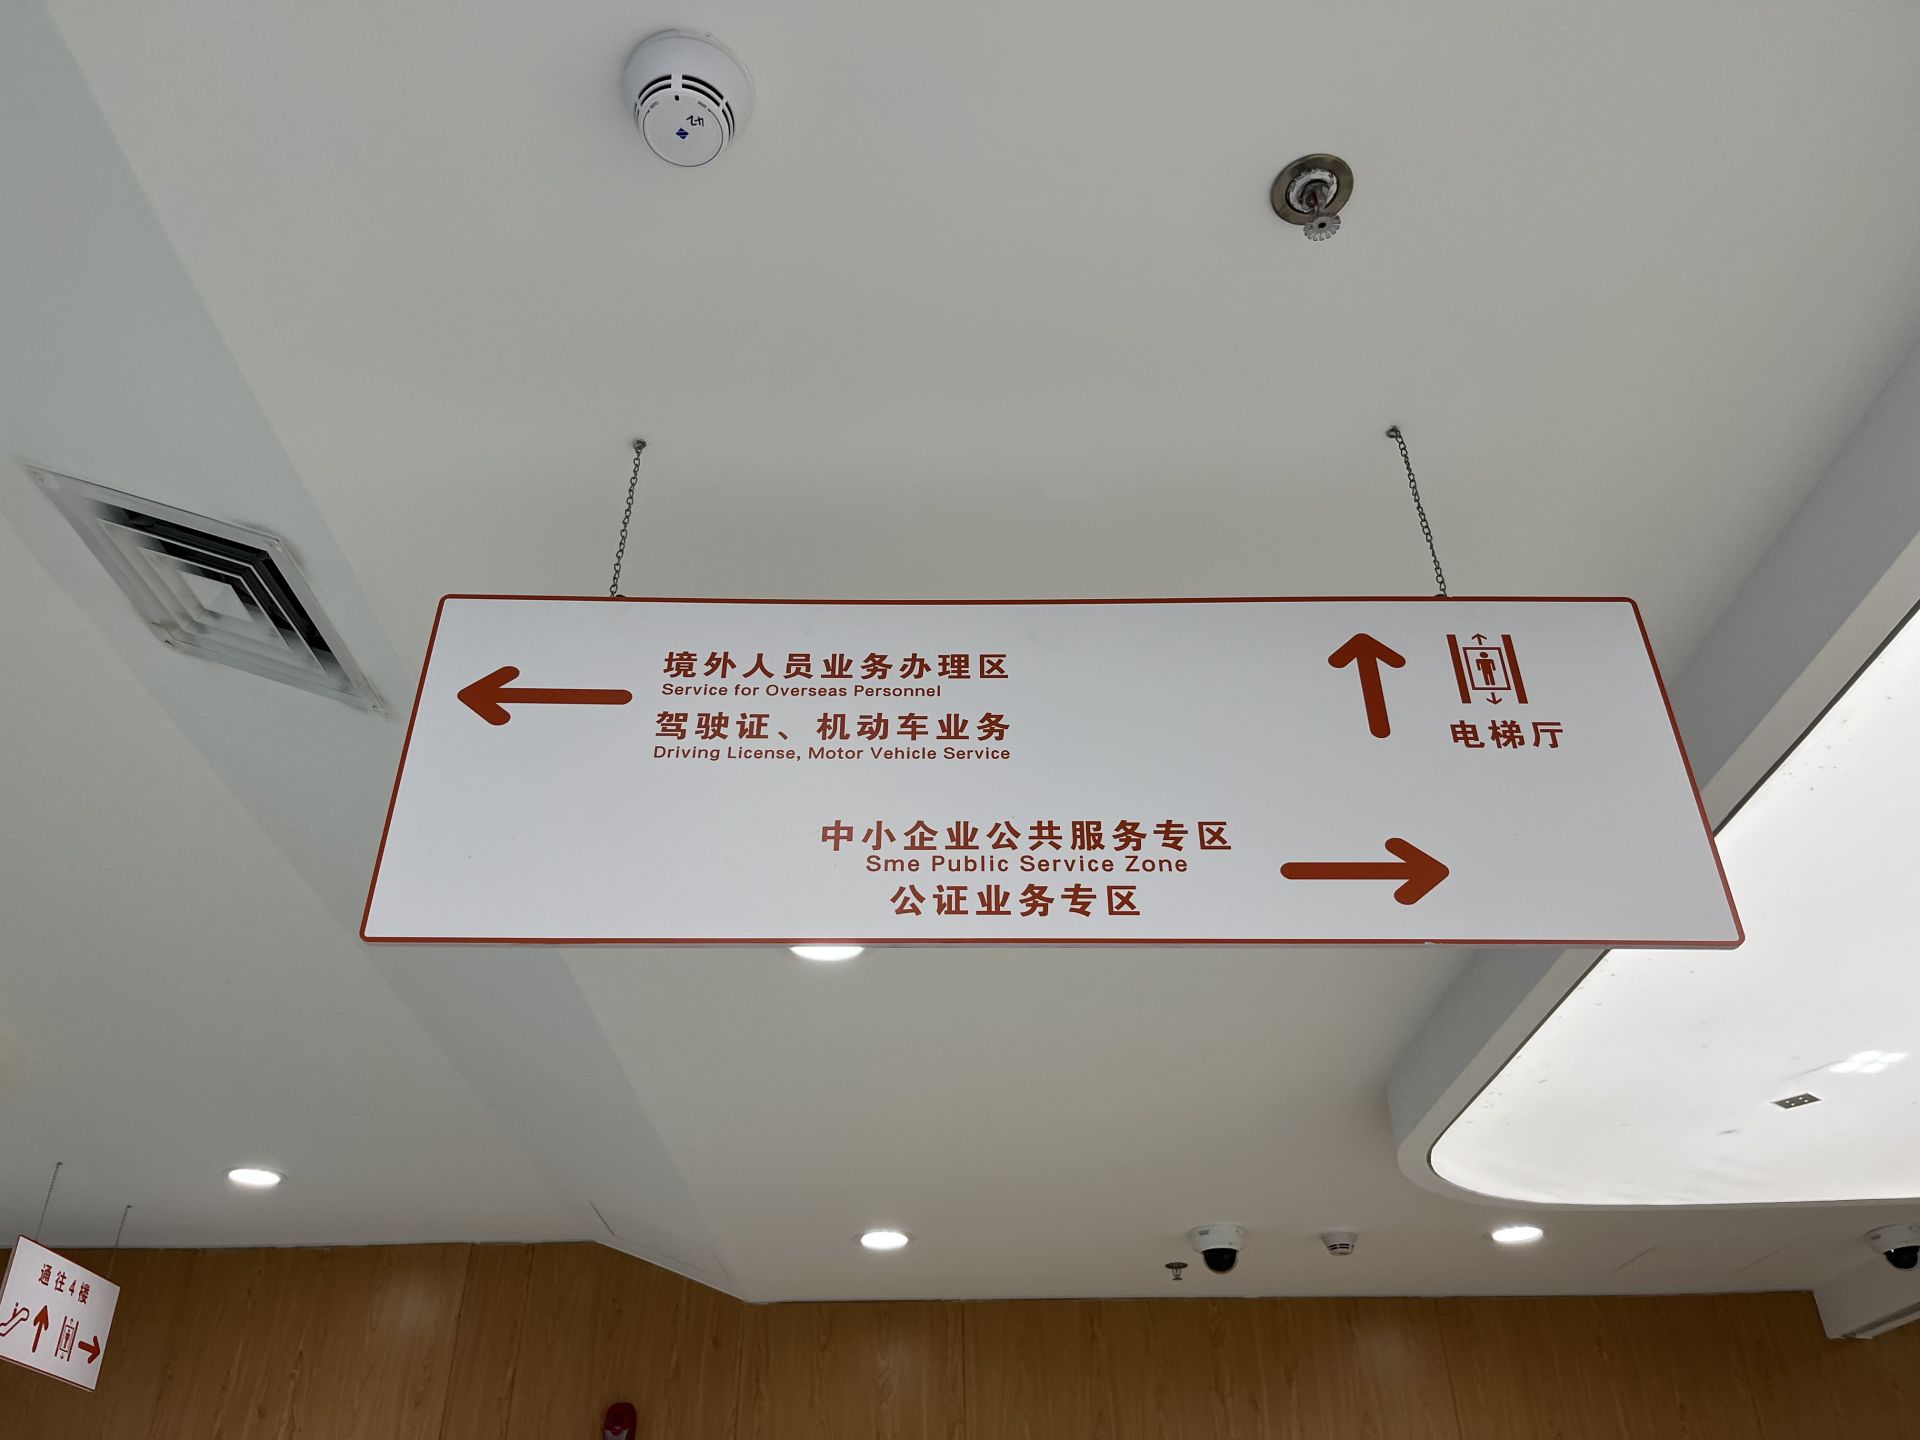 境外人员业务办理区
Service for Overseas Personnel
驾驶证、机动车业务
Driving License, Motor Vehicle Service
电梯厅
中小企业公共服务专区
Sme Public Service Zone
公证业务专区
通往4楼